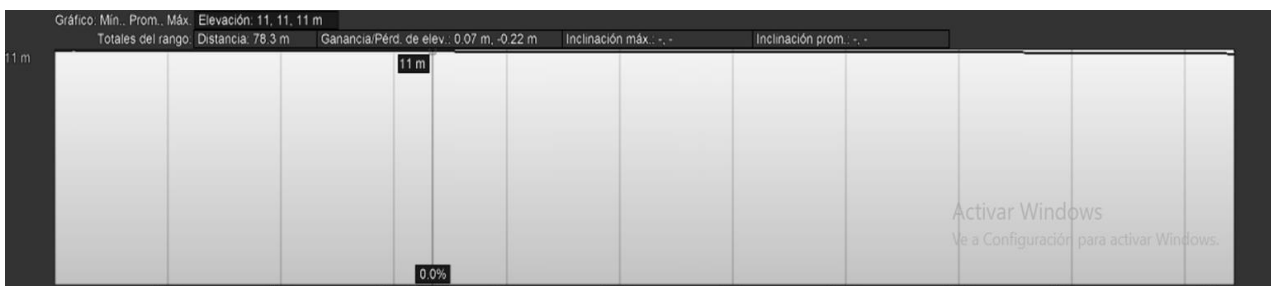 Gráfico: Mín., Prom., Máx. Elevación: 11, 11, 11 m
Totales del rango: Distancia: 78.3 m Ganancia/Pérd. de elev.: 0.07 m, -0.22 m Inclinación máx.: -, - Inclinación prom.: -, -
11 m
11 m
Activar Windows
Ve a Configuración para activar Windows.
0.0%